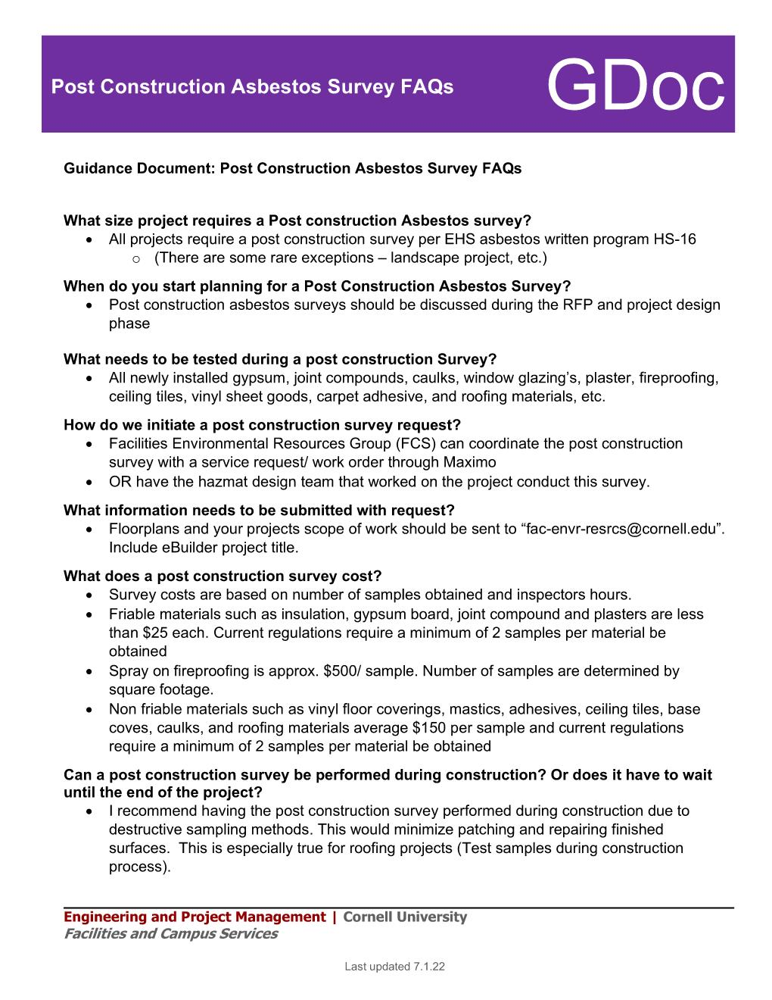 Post Construction Asbestos Survey FAQs
GDoc
Guidance Document: Post Construction Asbestos Survey FAQs
What size project requires a Post construction Asbestos survey?
• All projects require a post construction survey per EHS asbestos written program HS-16
o (There are some rare exceptions – landscape project, etc.)
When do you start planning for a Post Construction Asbestos Survey?
• Post construction asbestos surveys should be discussed during the RFP and project design
phase
What needs to be tested during a post construction Survey?
• All newly installed gypsum, joint compounds, caulks, window glazing’s, plaster, fireproofing,
ceiling tiles, vinyl sheet goods, carpet adhesive, and roofing materials, etc.
How do we initiate a post construction survey request?
• Facilities Environmental Resources Group (FCS) can coordinate the post construction
survey with a service request/ work order through Maximo
• OR have the hazmat design team that worked on the project conduct this survey.
What information needs to be submitted with request?
• Floorplans and your projects scope of work should be sent to “fac-envr-resrcs@cornell.edu”.
Include eBuilder project title.
What does a post construction survey cost?
• Survey costs are based on number of samples obtained and inspectors hours.
• Friable materials such as insulation, gypsum board, joint compound and plasters are less
than $25 each. Current regulations require a minimum of 2 samples per material be
obtained
• Spray on fireproofing is approx. $500/ sample. Number of samples are determined by
square footage.
• Non friable materials such as vinyl floor coverings, mastics, adhesives, ceiling tiles, base
coves, caulks, and roofing materials average $150 per sample and current regulations
require a minimum of 2 samples per material be obtained
Can a post construction survey be performed during construction? Or does it have to wait
until the end of the project?
• I recommend having the post construction survey performed during construction due to
destructive sampling methods. This would minimize patching and repairing finished
surfaces.  This is especially true for roofing projects (Test samples during construction
process).
Engineering and Project Management | Cornell University
Facilities and Campus Services
Last updated 7.1.22